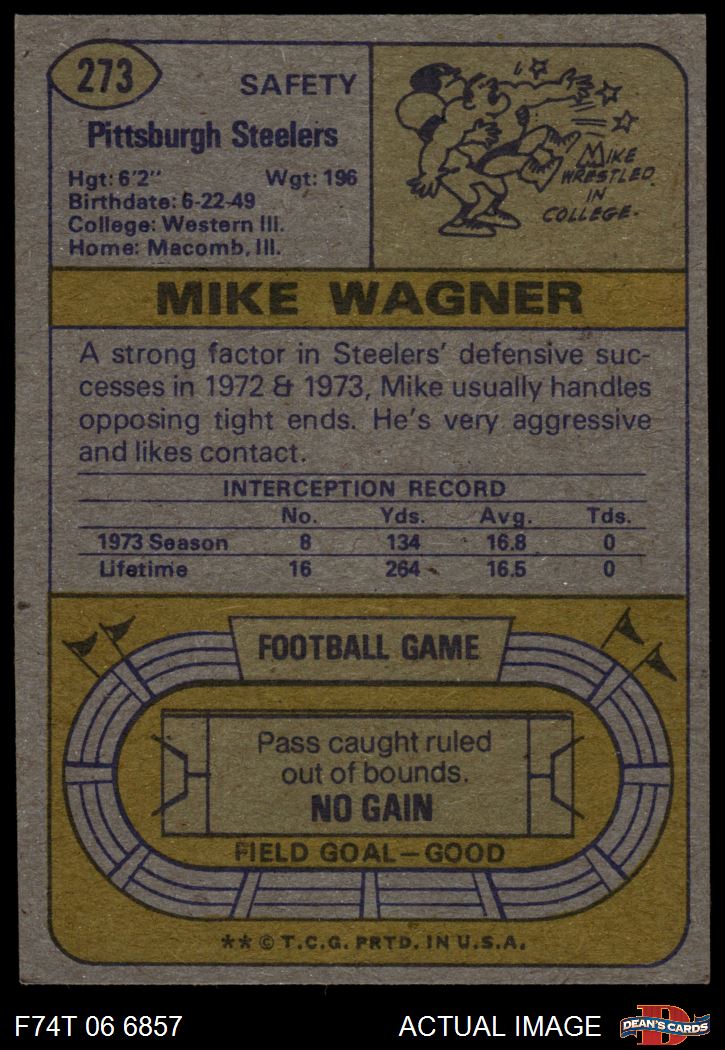 273
SAFETY
Pittsburgh Steelers
Hgt: 6'2" Wgt: 196
Birthdate: 6-22-49
College: Western Ill.
Home: Macomb, Ill.
MIKE
WRESTLED
IN
COLLEGE.
MIKE WAGNER
A strong factor in Steelers' defensive suc-
cesses in 1972 & 1973, Mike usually handles
opposing tight ends. He's very aggressive
and likes contact.
INTERCEPTION RECORD
No. Yds. Avg. Tds.
1973 Season 8 134 16.8 0
Lifetime 16 264 16.5 0
FOOTBALL GAME
Pass caught ruled
out of bounds.
NO GAIN
FIELD GOAL—GOOD
** © T.C.G. PRTD. IN U.S.A.
F74T 06 6857 ACTUAL IMAGE
D
DEAN'S CARDS